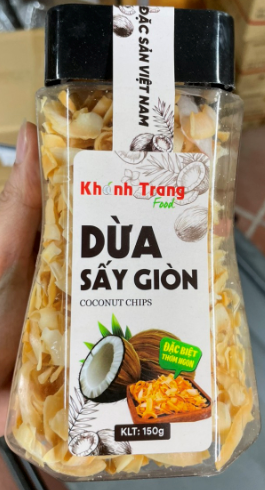 ĐẶC SẢN VIỆT NAM
Khánh Trang
Food
DỪA
SẤY GIÒN
COCONUT CHIPS
ĐẶC BIỆT
THƠM NGON
KLT: 150g